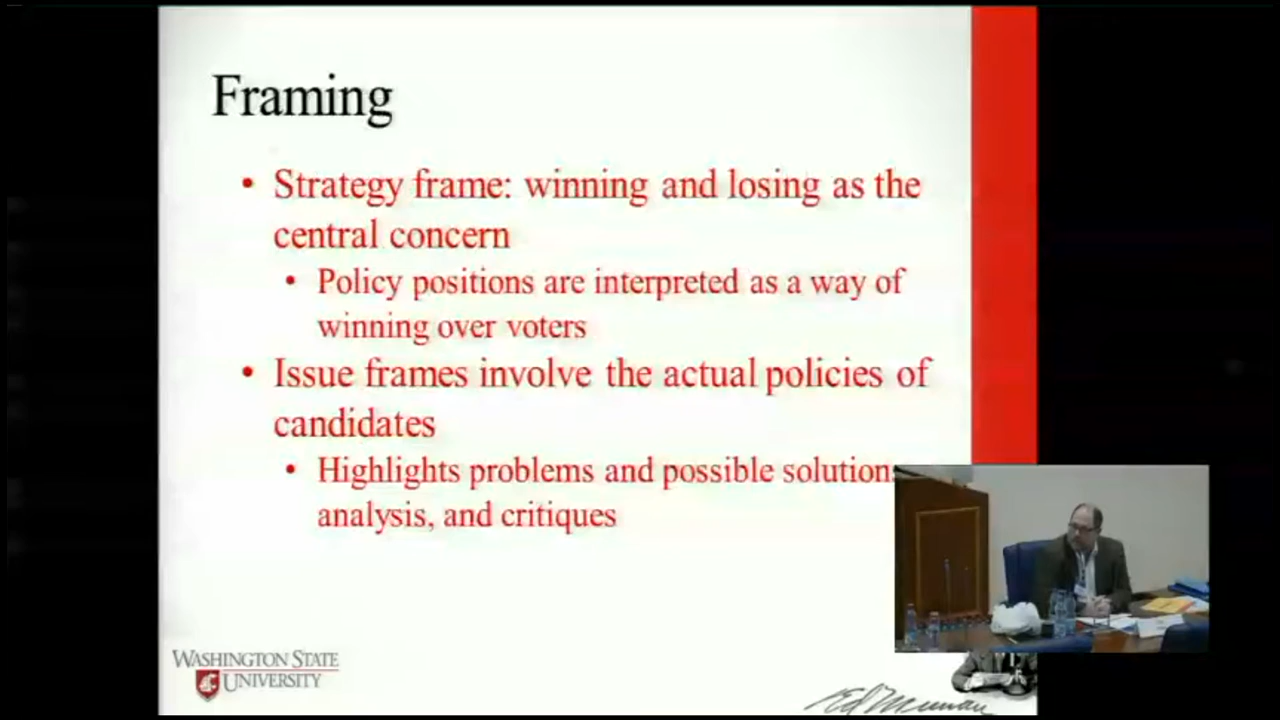 Framing
• Strategy frame: winning and losing as the
central concern
• Policy positions are interpreted as a way of
winning over voters
• Issue frames involve the actual policies of
candidates
• Highlights problems and possible solution
analysis, and critiques
WASHINGTON STATE
UNIVERSITY